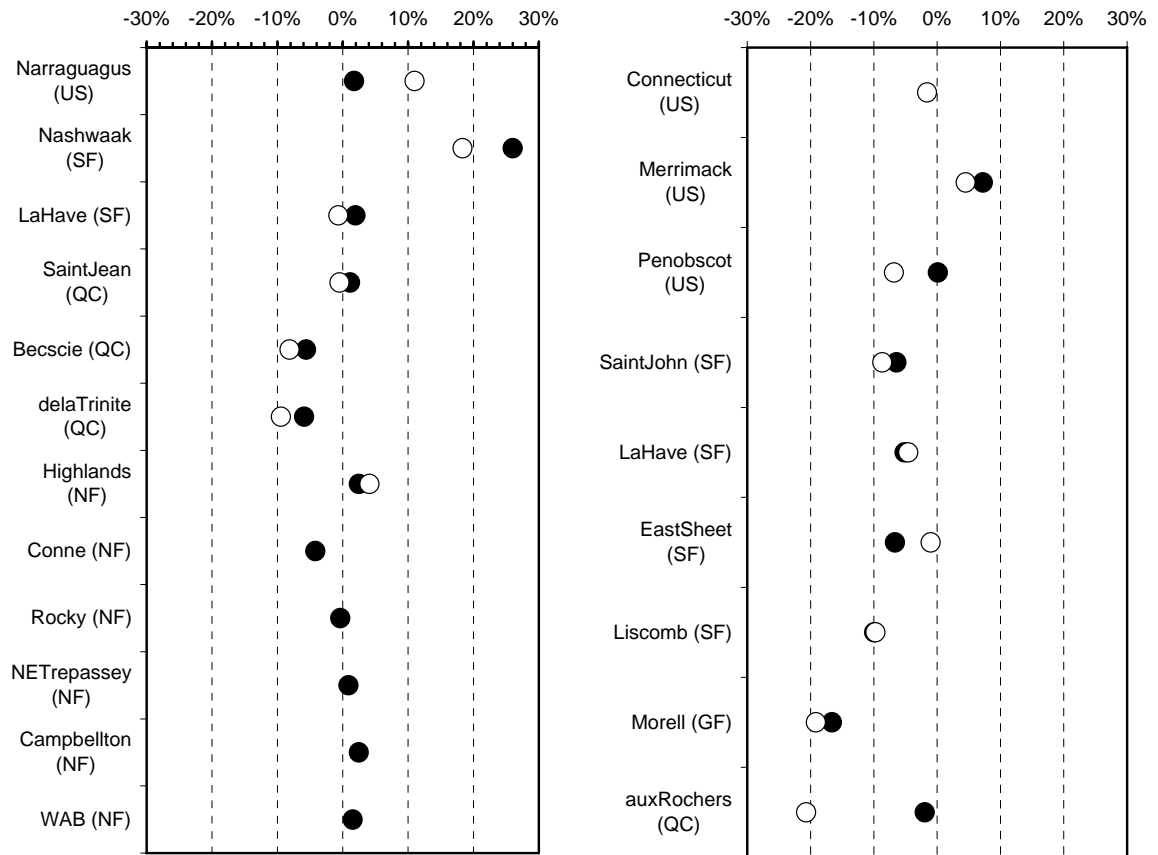 -30% -20% -10% 0% 10% 20% 30%
Narraguagus
(US)
Nashwaak
(SF)
LaHave (SF)
SaintJean
(QC)
Becscie (QC)
delaTrinite
(QC)
Highlands
(NF)
Conne (NF)
Rocky (NF)
NETrepassey
(NF)
Campbellton
(NF)
WAB (NF)
-30% -20% -10% 0% 10% 20% 30%
Connecticut
(US)
Merrimack
(US)
Penobscot
(US)
SaintJohn (SF)
LaHave (SF)
EastSheet
(SF)
Liscomb (SF)
Morell (GF)
auxRochers
(QC)